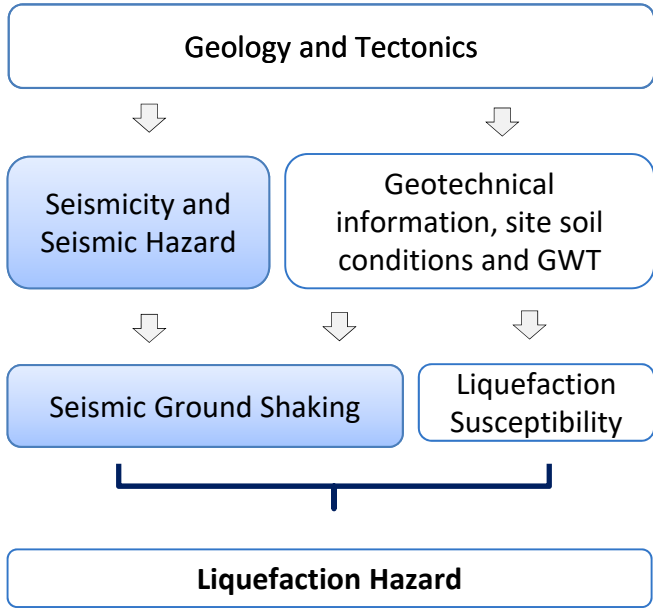 Geology and Tectonics
Seismicity and
Seismic Hazard
Geotechnical
information, site soil
conditions and GWT
Seismic Ground Shaking
Liquefaction
Susceptibility
Liquefaction Hazard